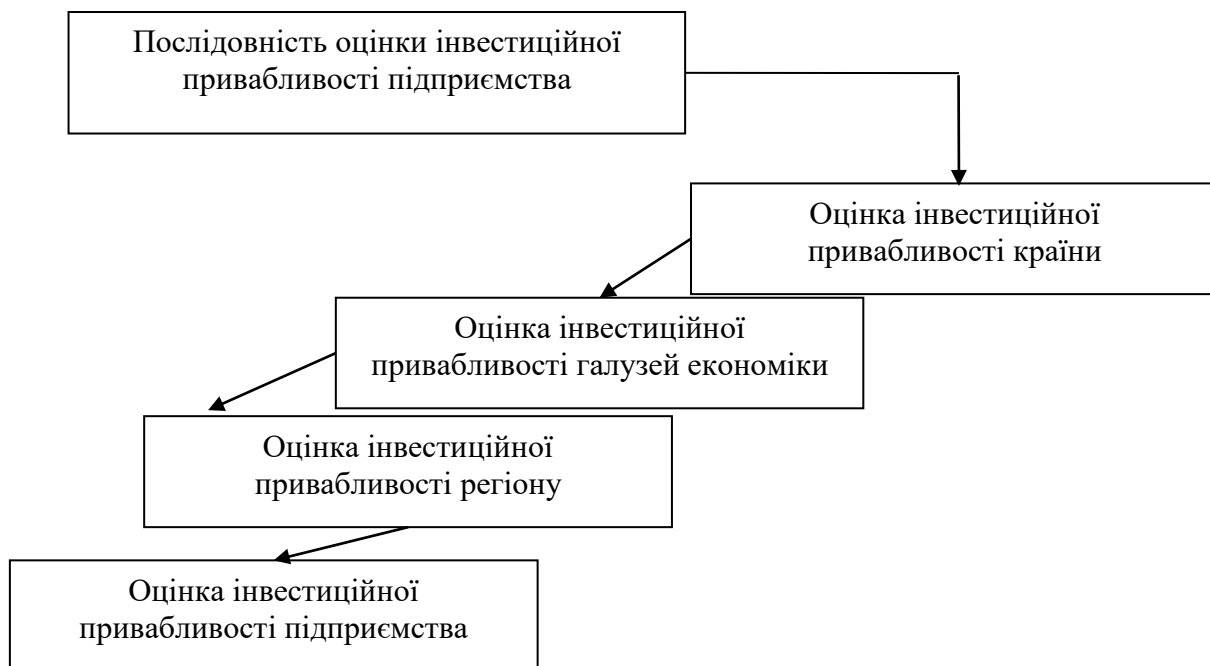 Послідовність оцінки інвестиційної
привабливості підприємства
Оцінка інвестиційної
привабливості країни
Оцінка інвестиційної
привабливості галузей економіки
Оцінка інвестиційної
привабливості регіону
Оцінка інвестиційної
привабливості підприємства